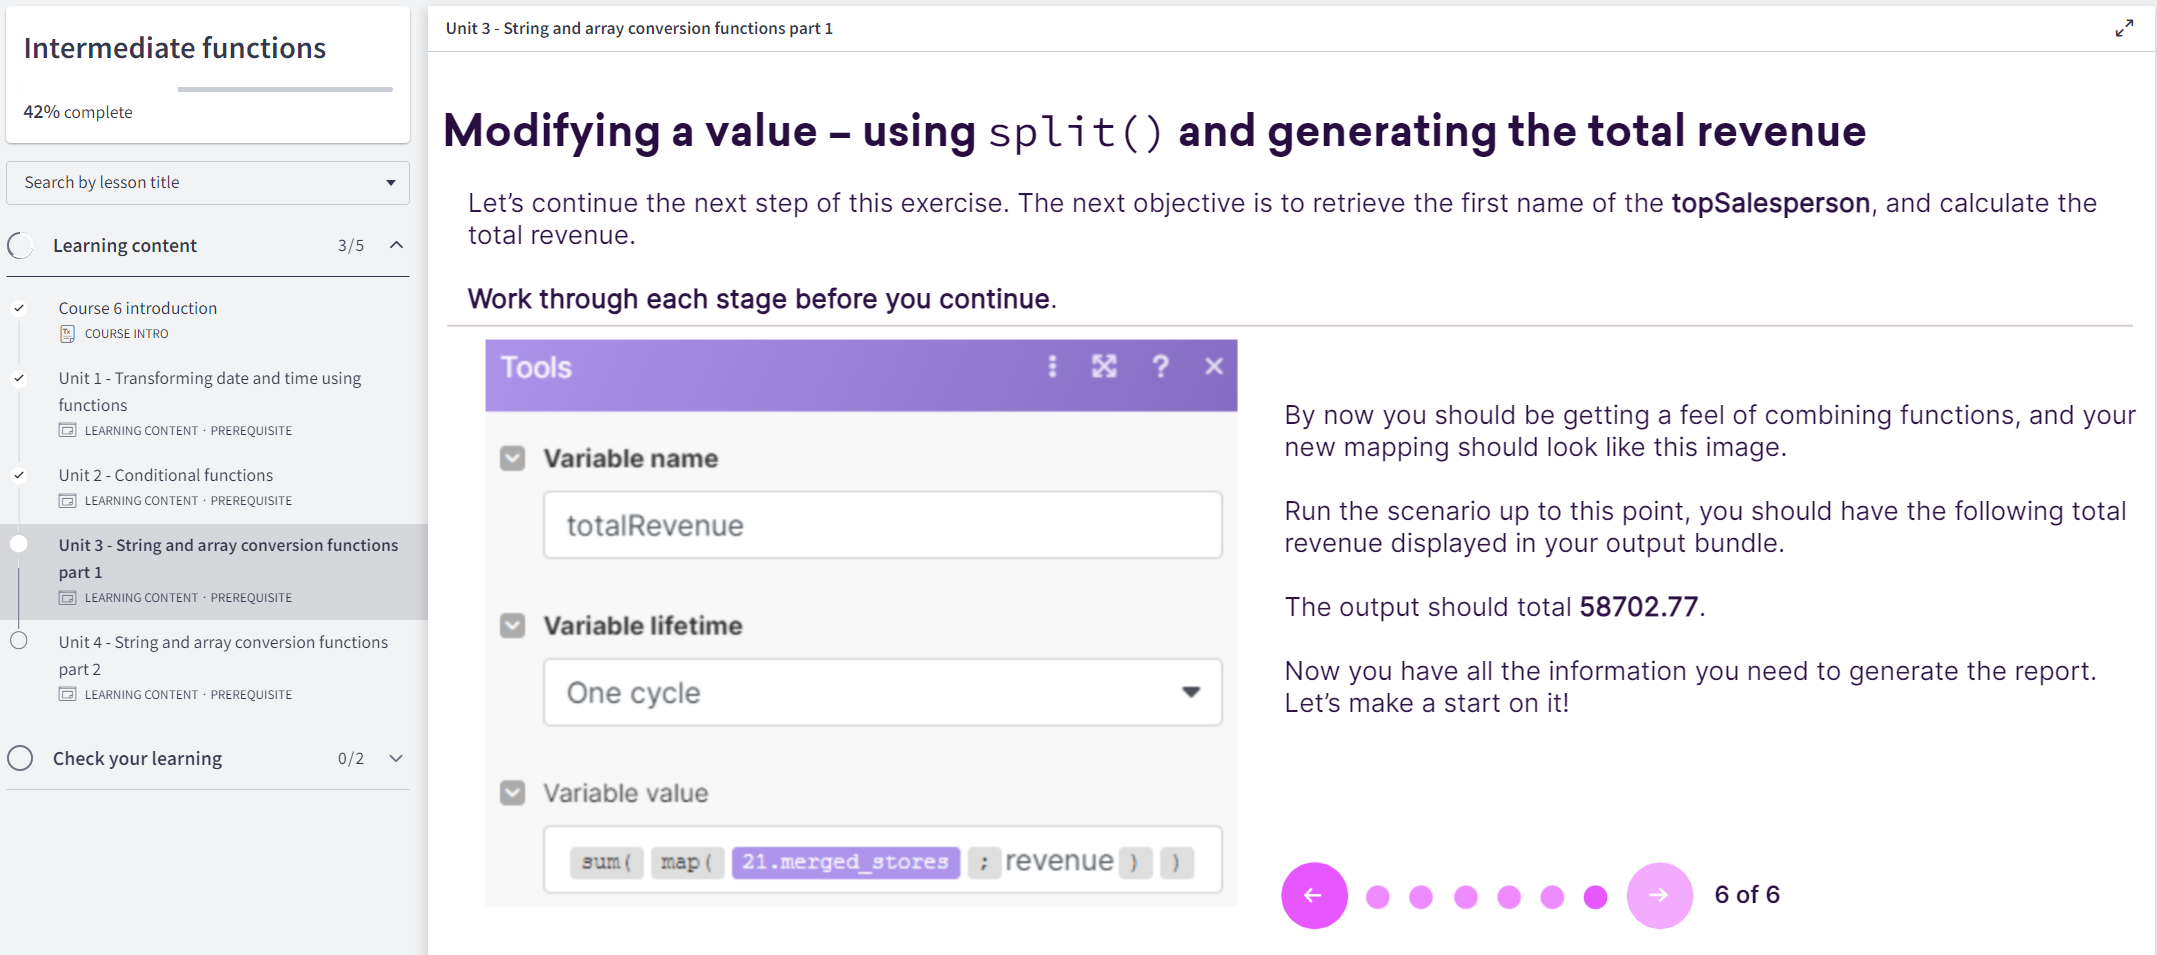 Intermediate functions
42% complete
Search by lesson title
Learning content 3/5
Course 6 introduction
COURSE INTRO
Unit 1 - Transforming date and time using
functions
LEARNING CONTENT · PREREQUISITE
Unit 2 - Conditional functions
LEARNING CONTENT · PREREQUISITE
Unit 3 - String and array conversion functions
part 1
LEARNING CONTENT · PREREQUISITE
Unit 4 - String and array conversion functions
part 2
LEARNING CONTENT · PREREQUISITE
Check your learning 0/2
Unit 3 - String and array conversion functions part 1
Modifying a value – using split() and generating the total revenue
Let’s continue the next step of this exercise. The next objective is to retrieve the first name of the topSalesperson, and calculate the
total revenue.
Work through each stage before you continue.
Tools
Variable name
totalRevenue
Variable lifetime
One cycle
Variable value
sum( map( 21.merged_stores ; revenue ) )
By now you should be getting a feel of combining functions, and your
new mapping should look like this image.
Run the scenario up to this point, you should have the following total
revenue displayed in your output bundle.
The output should total 58702.77.
Now you have all the information you need to generate the report.
Let’s make a start on it!
6 of 6